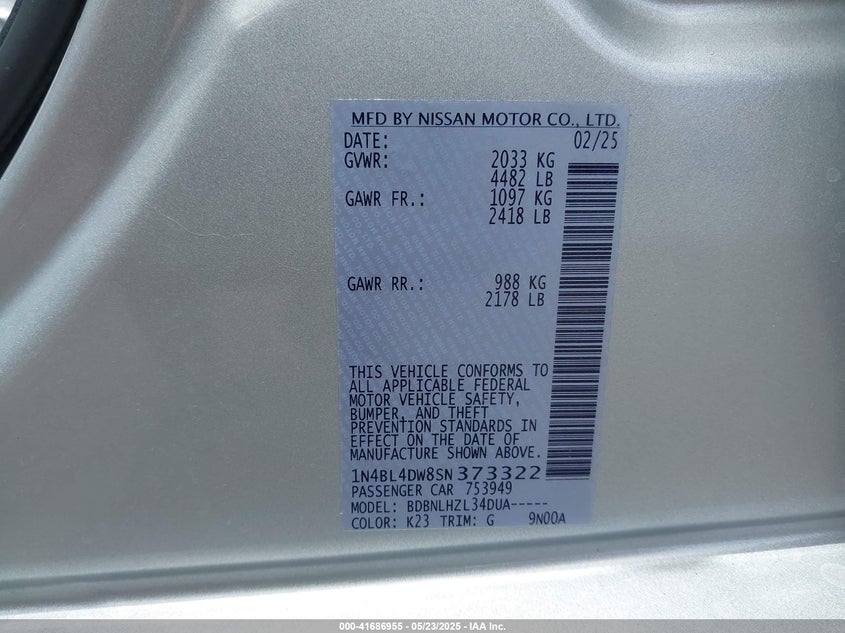 MFD BY NISSAN MOTOR CO., LTD.
DATE: 02/25
GVWR: 2033 KG
4482 LB
GAWR FR.: 1097 KG
2418 LB
GAWR RR.: 988 KG
2178 LB
THIS VEHICLE CONFORMS TO
ALL APPLICABLE FEDERAL
MOTOR VEHICLE SAFETY,
BUMPER, AND THEFT
PREVENTION STANDARDS IN
EFFECT ON THE DATE OF
MANUFACTURE SHOWN ABOVE.
1N4BL4DW8SN373322
PASSENGER CAR 753949
MODEL: BDBNLHZL34DUA-----
COLOR: K23 TRIM: G 9N00A
000-41686955 - 05/23/2025 - IAA Inc.